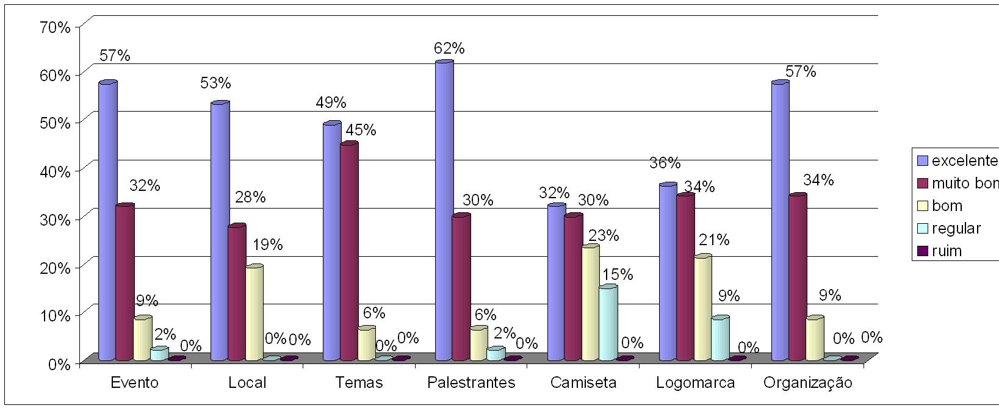 70%
60%
50%
40%
30%
20%
10%
0%
57% 32% 9% 2% 0%
53% 28% 19% 0% 0%
49% 45% 6% 0% 0%
62% 30% 6% 2% 0%
32% 30% 23% 15% 0%
36% 34% 21% 9% 0%
57% 34% 9% 0% 0%
Evento Local Temas Palestrantes Camiseta Logomarca Organização
excelente
muito bom
bom
regular
ruim